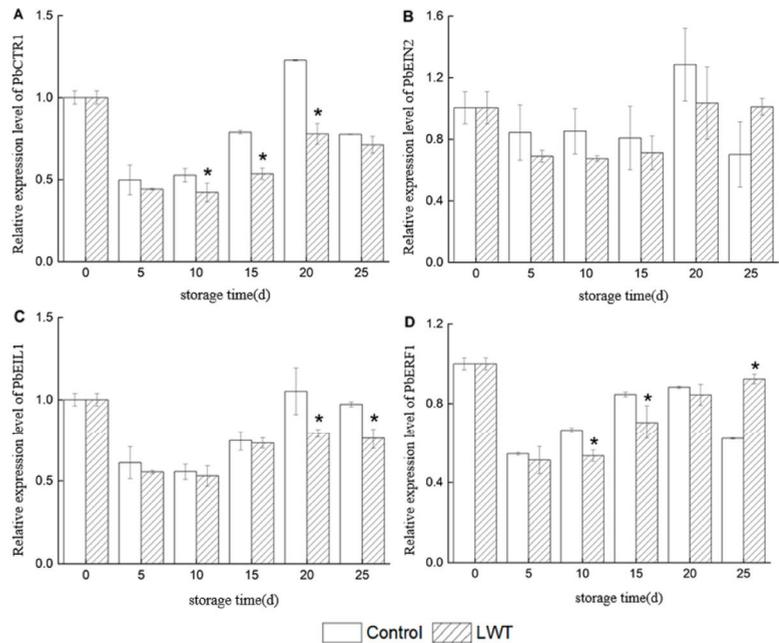 A
Relative expression level of PbCTR1
1.5
1.0
0.5
0.0
*
*
*
0 5 10 15 20 25
storage time(d)
B
Relative expression level of PbEIN2
1.6
1.2
0.8
0.4
0.0
0 5 10 15 20 25
storage time(d)
C
Relative expression level of PbEIL1
1.5
1.0
0.5
0.0
*
*
0 5 10 15 20 25
storage time(d)
D
Relative expression level of PbERF1
1.2
0.8
0.4
0.0
*
*
*
0 5 10 15 20 25
storage time(d)
Control LWT